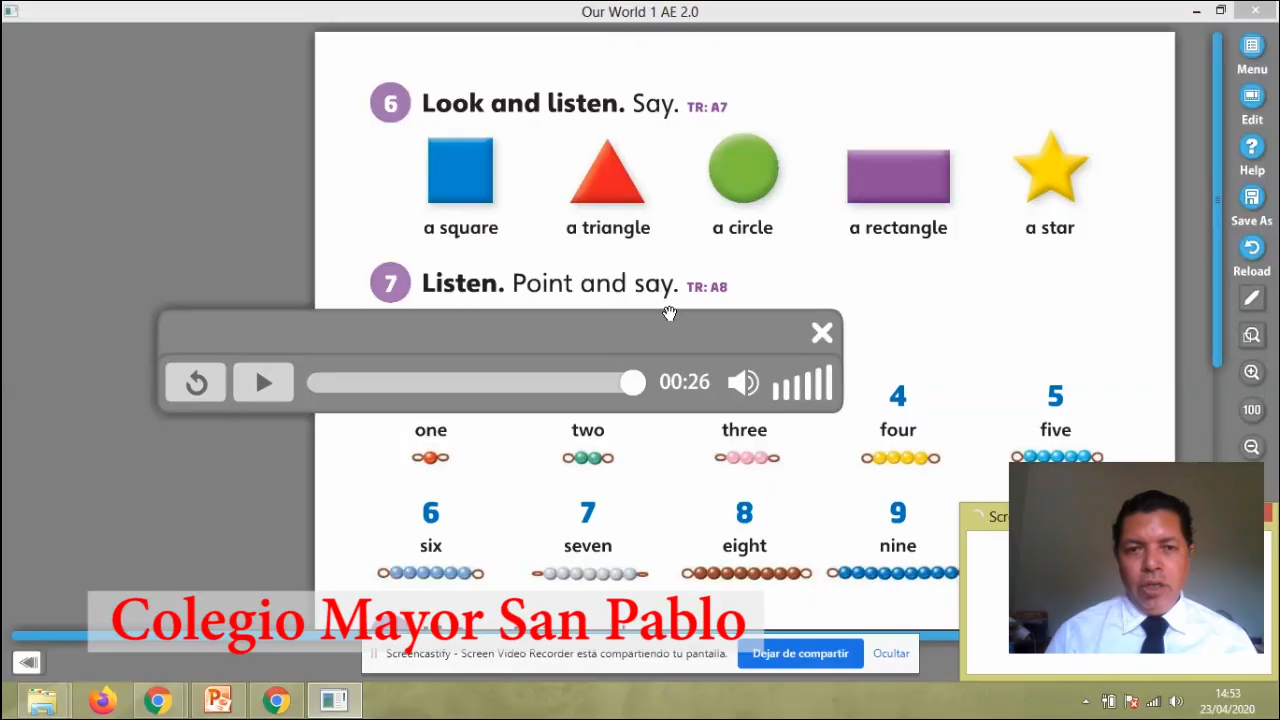 Our World 1 AE 2.0
6 Look and listen. Say. TR: A7
a square a triangle a circle a rectangle a star
7 Listen. Point and say. TR: A8
00:26
4 5
one two three four five
6 7 8 9
six seven eight nine
Colegio Mayor San Pablo
Screencastify - Screen Video Recorder está compartiendo tu pantalla. Dejar de compartir Ocultar
Menu
Edit
Help
Save As
Reload
100
14:53
23/04/2020